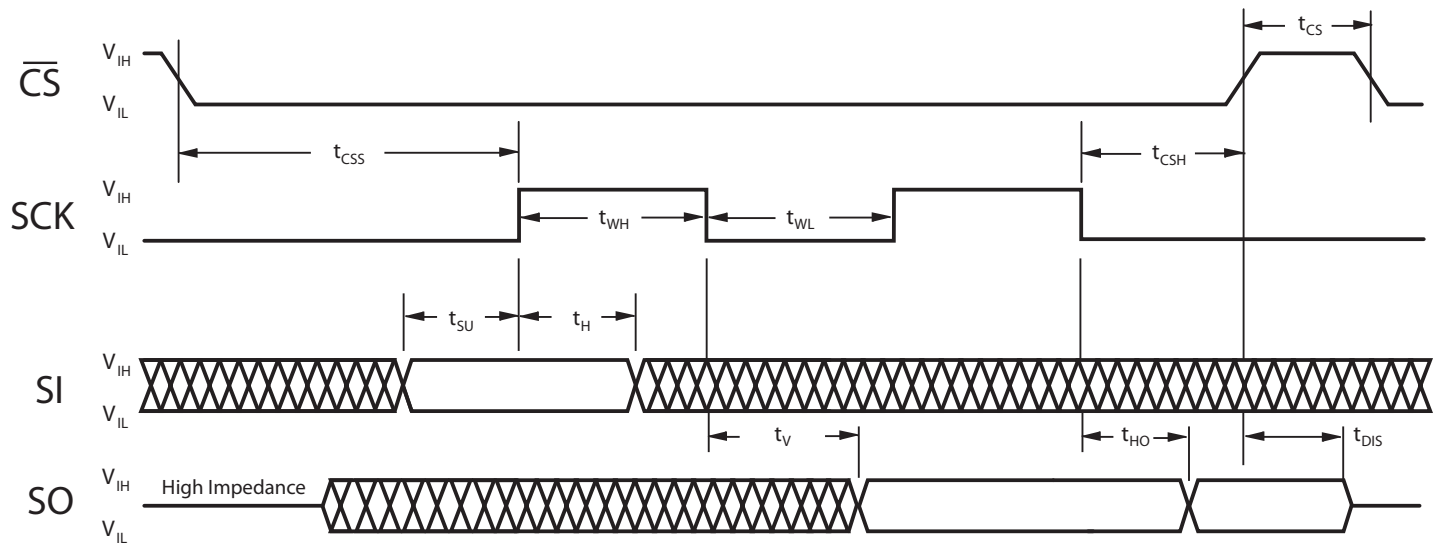 t_CS
V_IH
C̅S̅
V_IL
t_CSS
t_CSH
V_IH
SCK
t_WH
t_WL
V_IL
t_SU
t_H
V_IH
SI
V_IL
t_V
t_HO
t_DIS
V_IH
High Impedance
SO
V_IL